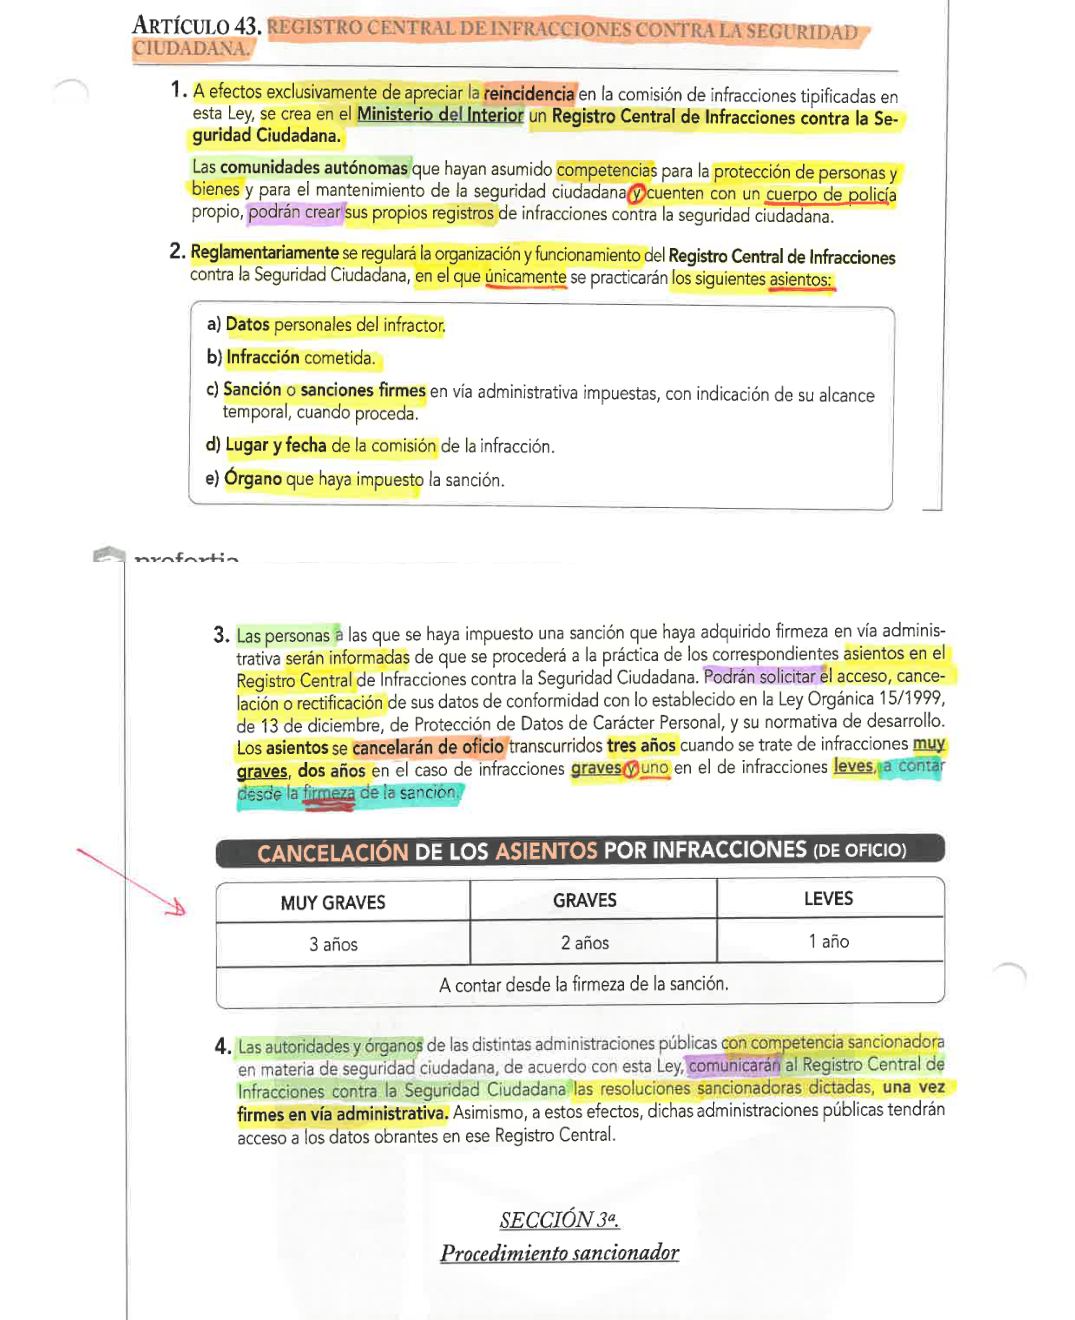 ARTÍCULO 43. REGISTRO CENTRAL DE INFRACCIONES CONTRA LA SEGURIDAD
CIUDADANA.
1. A efectos exclusivamente de apreciar la reincidencia en la comisión de infracciones tipificadas en
esta Ley, se crea en el Ministerio del Interior un Registro Central de Infracciones contra la Se-
guridad Ciudadana.
Las comunidades autónomas que hayan asumido competencias para la protección de personas y
bienes y para el mantenimiento de la seguridad ciudadana y cuenten con un cuerpo de policía
propio, podrán crear sus propios registros de infracciones contra la seguridad ciudadana.
2. Reglamentariamente se regulará la organización y funcionamiento del Registro Central de Infracciones
contra la Seguridad Ciudadana, en el que únicamente se practicarán los siguientes asientos:
a) Datos personales del infractor.
b) Infracción cometida.
c) Sanción o sanciones firmes en vía administrativa impuestas, con indicación de su alcance
temporal, cuando proceda.
d) Lugar y fecha de la comisión de la infracción.
e) Órgano que haya impuesto la sanción.
3. Las personas a las que se haya impuesto una sanción que haya adquirido firmeza en vía adminis-
trativa serán informadas de que se procederá a la práctica de los correspondientes asientos en el
Registro Central de Infracciones contra la Seguridad Ciudadana. Podrán solicitar el acceso, cance-
lación o rectificación de sus datos de conformidad con lo establecido en la Ley Orgánica 15/1999,
de 13 de diciembre, de Protección de Datos de Carácter Personal, y su normativa de desarrollo.
Los asientos se cancelarán de oficio transcurridos tres años cuando se trate de infracciones muy
graves, dos años en el caso de infracciones graves y uno en el de infracciones leves, a contar
desde la firmeza de la sanción.
CANCELACIÓN DE LOS ASIENTOS POR INFRACCIONES (DE OFICIO)
MUY GRAVES GRAVES LEVES
3 años 2 años 1 año
A contar desde la firmeza de la sanción.
4. Las autoridades y órganos de las distintas administraciones públicas con competencia sancionadora
en materia de seguridad ciudadana, de acuerdo con esta Ley, comunicarán al Registro Central de
Infracciones contra la Seguridad Ciudadana las resoluciones sancionadoras dictadas, una vez
firmes en vía administrativa. Asimismo, a estos efectos, dichas administraciones públicas tendrán
acceso a los datos obrantes en ese Registro Central.
SECCIÓN 3ª.
Procedimiento sancionador